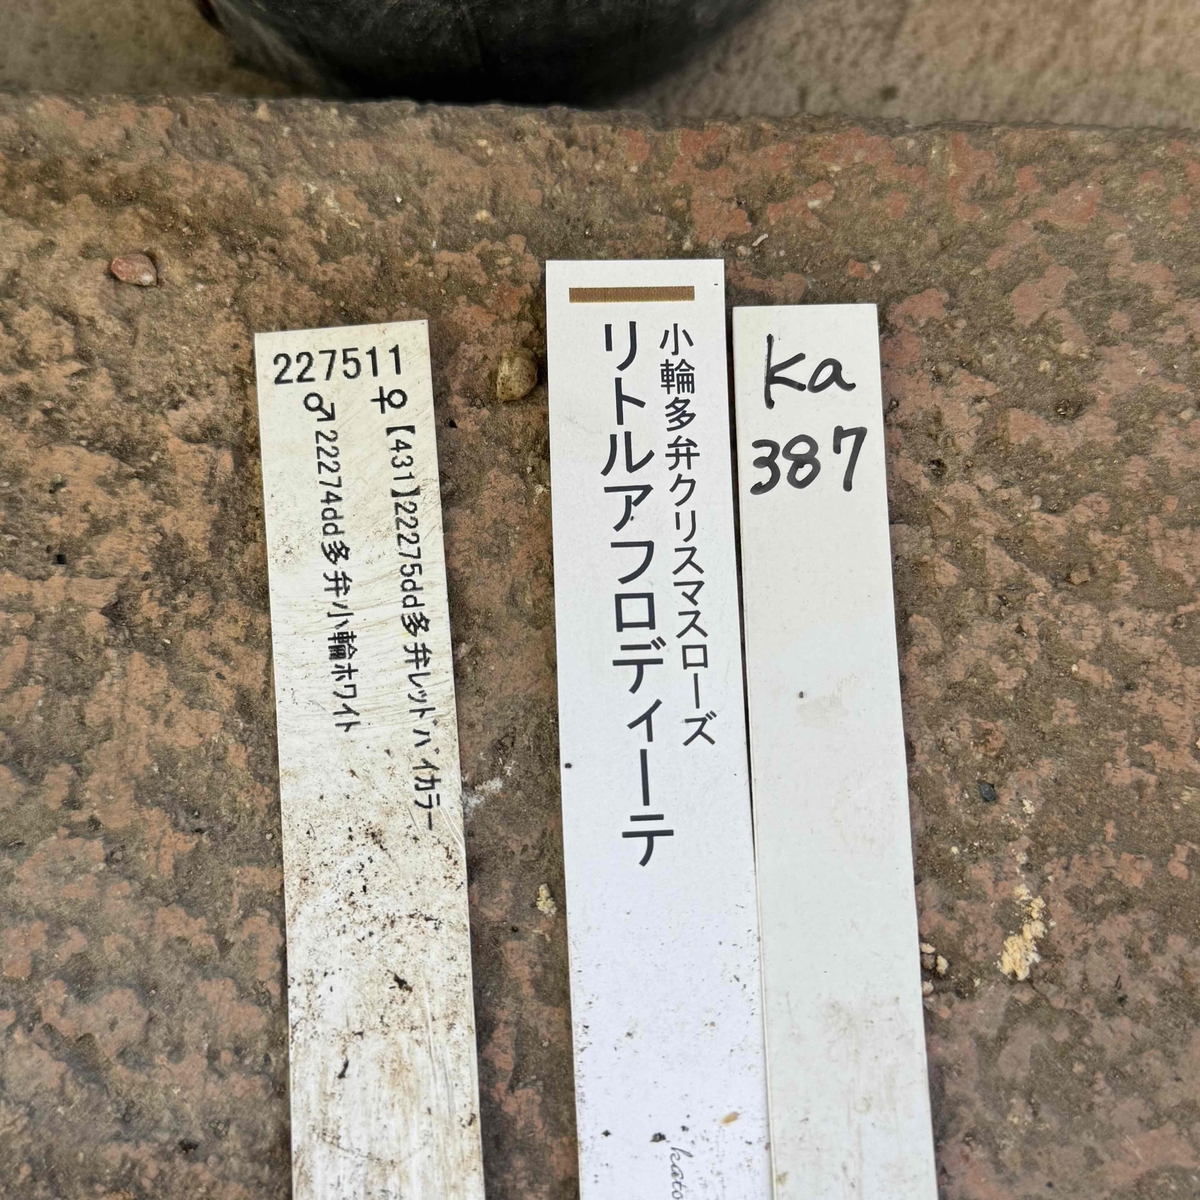 227511
♀【431】22275dd多弁レッドバイカラー
♂22274dd多弁小輪ホワイト
小輪多弁クリスマスローズ
リトルアフロディーテ
kato
Ka
387